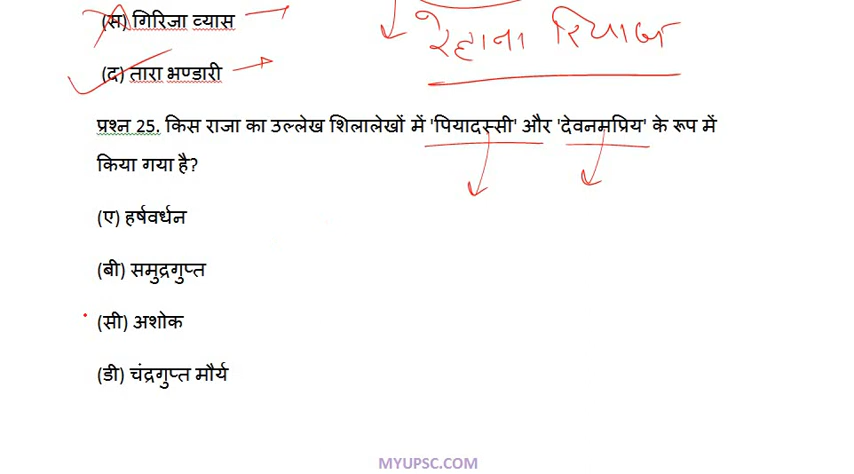 (स) गिरिजा व्यास
रेहाना रियाज
(द) तारा भण्डारी
प्रश्न 25. किस राजा का उल्लेख शिलालेखों में 'पियादस्सी' और 'देवनमप्रिय' के रूप में
किया गया है?
(ए) हर्षवर्धन
(बी) समुद्रगुप्त
(सी) अशोक
(डी) चंद्रगुप्त मौर्य
MYUPSC.COM